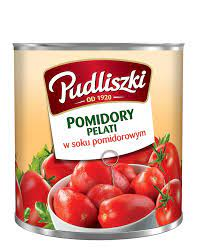 Pudliszki
OD 1920
POMIDORY
PELATI
w soku pomidorowym